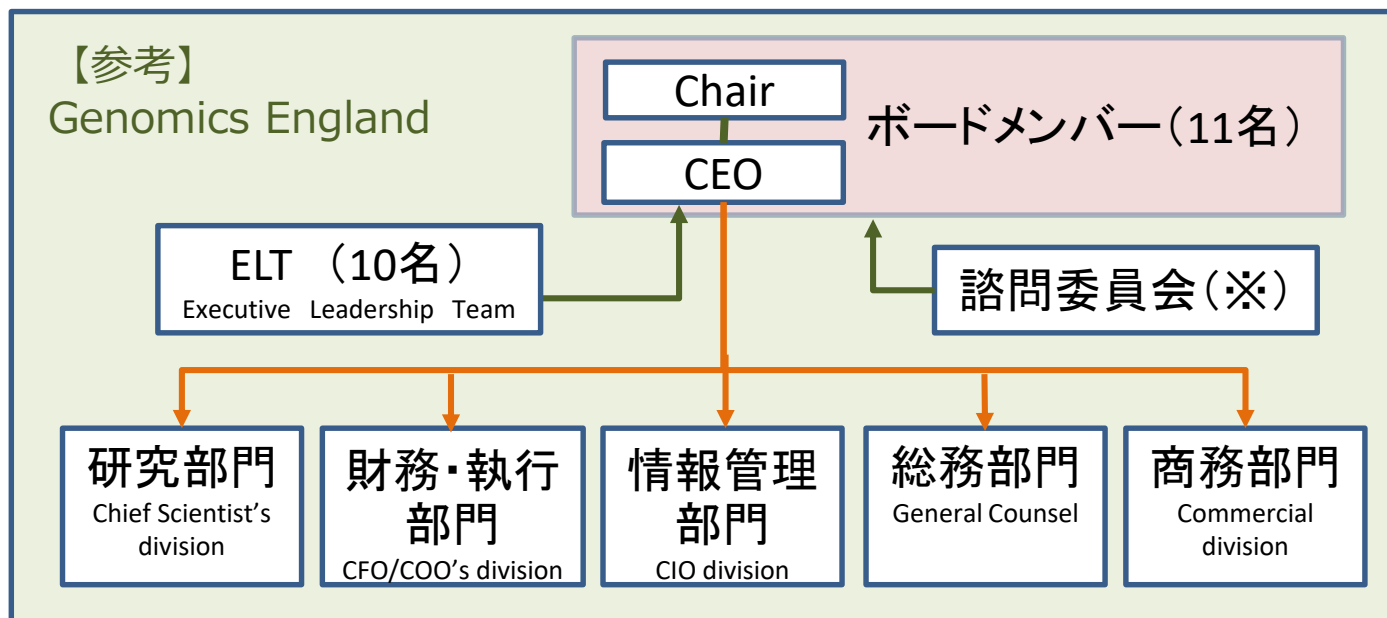 【参考】
Genomics England
Chair
CEO
ボードメンバー（11名）
ELT （10名）
Executive Leadership Team
諮問委員会（※）
研究部門
Chief Scientist’s
division
財務・執行
部門
CFO/COO’s division
情報管理
部門
CIO division
総務部門
General Counsel
商務部門
Commercial
division